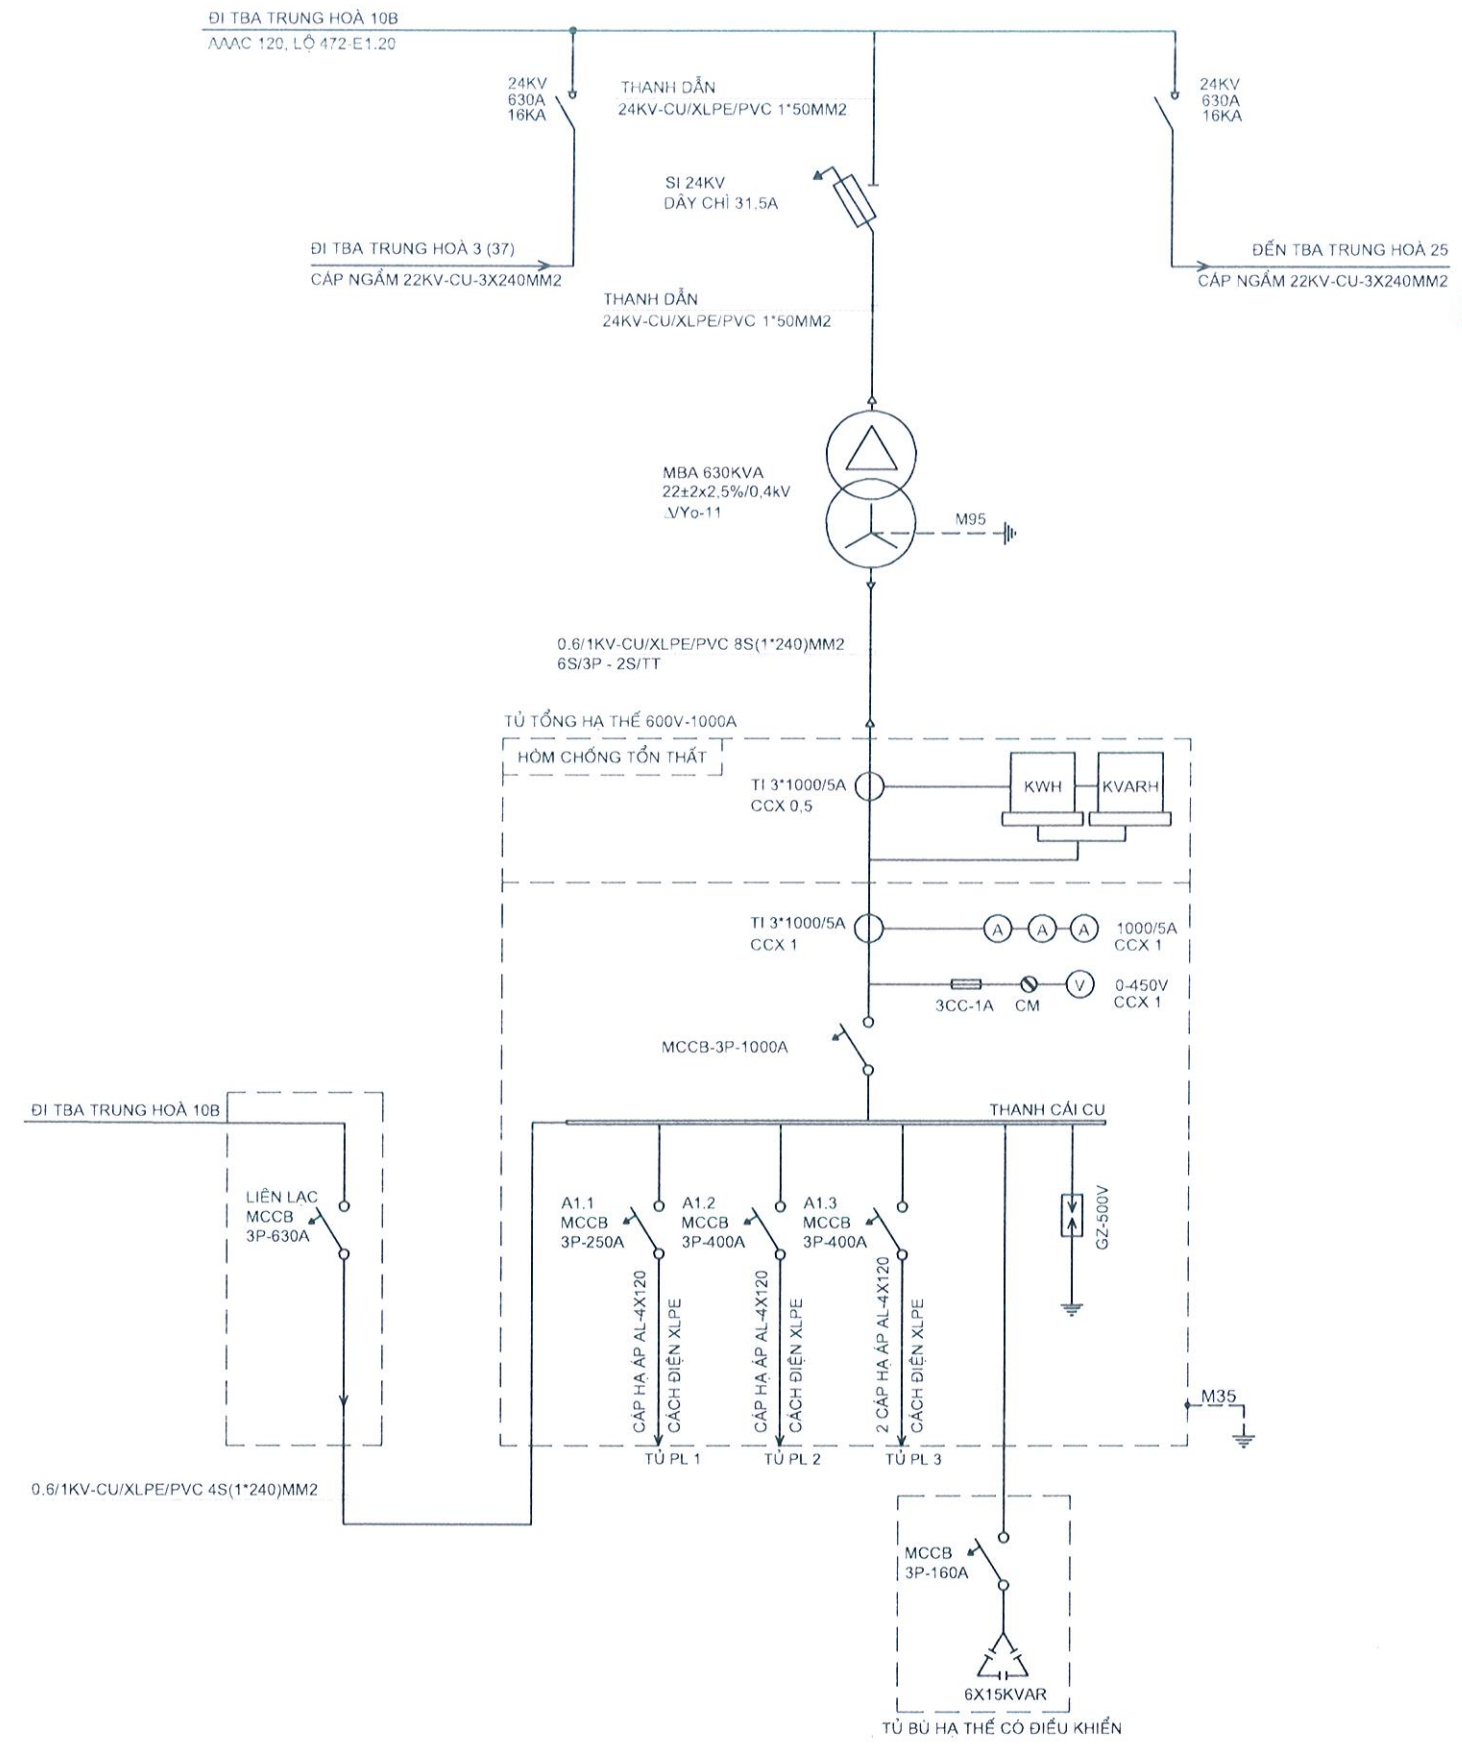 ĐI TBA TRUNG HOÀ 10B
AAAC 120, LỘ 472-E1.20
24KV
630A
16KA
THANH DẪN
24KV-CU/XLPE/PVC 1*50MM2
24KV
630A
16KA
SI 24KV
DÂY CHÌ 31,5A
ĐI TBA TRUNG HOÀ 3 (37)
CÁP NGẦM 22KV-CU-3X240MM2
ĐẾN TBA TRUNG HOÀ 25
CÁP NGẦM 22KV-CU-3X240MM2
THANH DẪN
24KV-CU/XLPE/PVC 1*50MM2
MBA 630KVA
22±2x2,5%/0,4kV
Δ/Yo-11
M95
0.6/1KV-CU/XLPE/PVC 8S(1*240)MM2
6S/3P - 2S/TT
TỦ TỔNG HẠ THẾ 600V-1000A
HÒM CHỐNG TỔN THẤT
TI 3*1000/5A
CCX 0,5
KWH
KVARH
TI 3*1000/5A
CCX 1
A
A
A
1000/5A
CCX 1
3CC-1A
CM
V
0-450V
CCX 1
MCCB-3P-1000A
ĐI TBA TRUNG HOÀ 10B
THANH CÁI CU
LIÊN LẠC
MCCB
3P-630A
A1.1
MCCB
3P-250A
A1.2
MCCB
3P-400A
A1.3
MCCB
3P-400A
GZ-500V
CÁP HẠ ÁP AL-4X120
CÁCH ĐIỆN XLPE
CÁP HẠ ÁP AL-4X120
CÁCH ĐIỆN XLPE
2 CÁP HẠ ÁP AL-4X120
CÁCH ĐIỆN XLPE
M35
TỦ PL 1
TỦ PL 2
TỦ PL 3
0.6/1KV-CU/XLPE/PVC 4S(1*240)MM2
MCCB
3P-160A
6X15KVAR
TỦ BÙ HẠ THẾ CÓ ĐIỀU KHIỂN